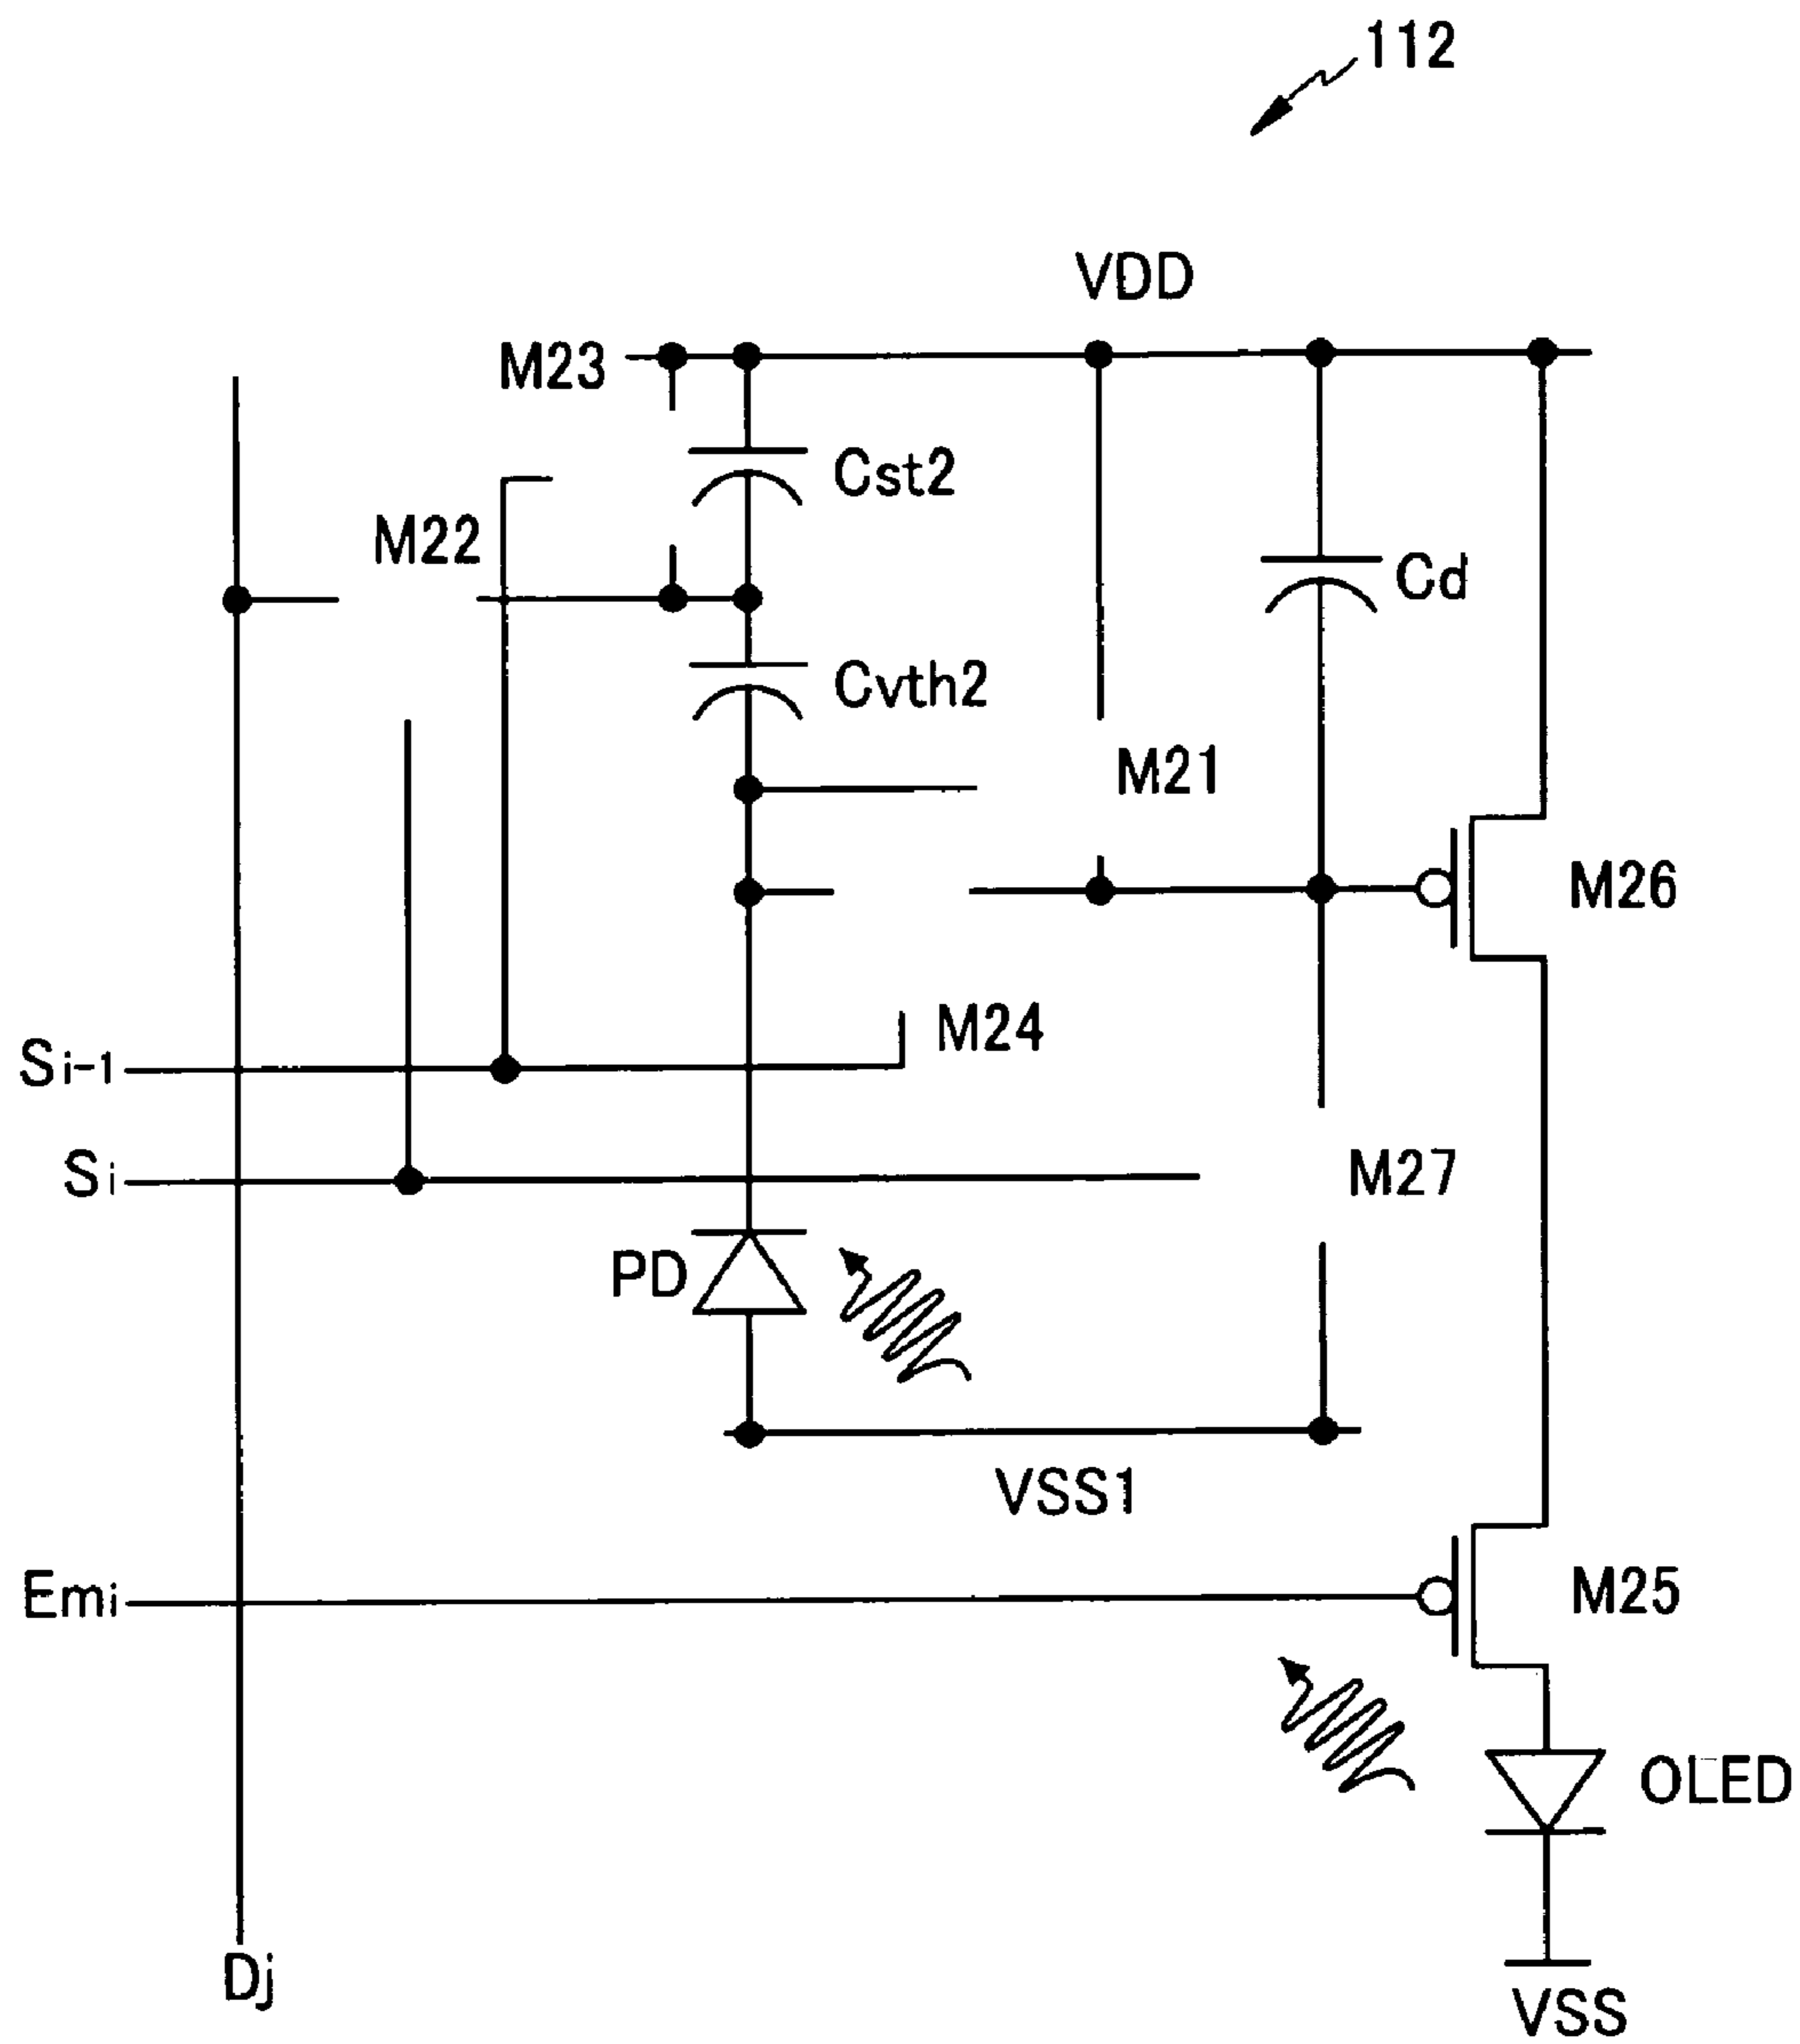 112
VDD
M23
Cst2
M22
Cd
Cvth2
M21
M26
M24
Si-1
Si
M27
PD
VSS1
Emi
M25
OLED
Dj
VSS